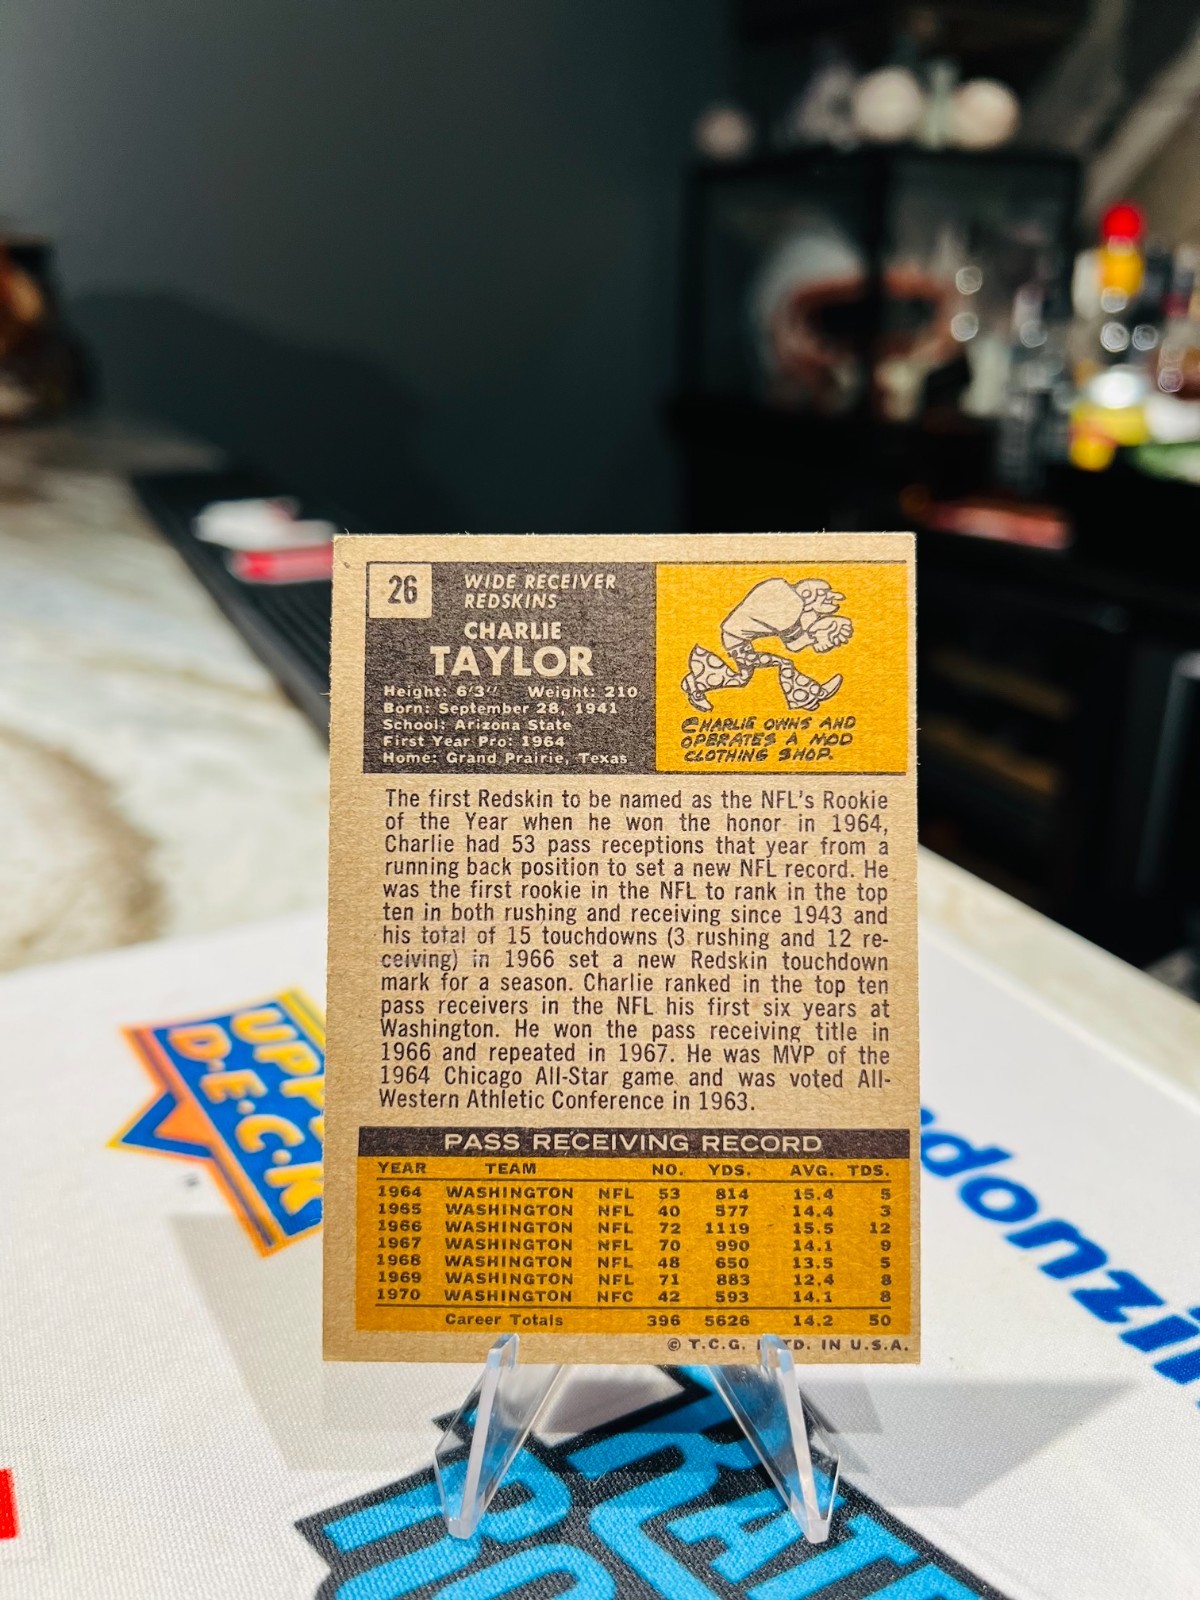 26
WIDE RECEIVER
REDSKINS
CHARLIE
TAYLOR
Height: 6'3" Weight: 210
Born: September 28, 1941
School: Arizona State
First Year Pro: 1964
Home: Grand Prairie, Texas
CHARLIE OWNS AND
OPERATES A MOD
CLOTHING SHOP.
The first Redskin to be named as the NFL's Rookie
of the Year when he won the honor in 1964,
Charlie had 53 pass receptions that year from a
running back position to set a new NFL record. He
was the first rookie in the NFL to rank in the top
ten in both rushing and receiving since 1943 and
his total of 15 touchdowns (3 rushing and 12 re-
ceiving) in 1966 set a new Redskin touchdown
mark for a season. Charlie ranked in the top ten
pass receivers in the NFL his first six years at
Washington. He won the pass receiving title in
1966 and repeated in 1967. He was MVP of the
1964 Chicago All-Star game and was voted All-
Western Athletic Conference in 1963.
PASS RECEIVING RECORD
YEAR TEAM NO. YDS. AVG. TDS.
1964 WASHINGTON NFL 53 814 15.4 5
1965 WASHINGTON NFL 40 577 14.4 3
1966 WASHINGTON NFL 72 1119 15.5 12
1967 WASHINGTON NFL 70 990 14.1 9
1968 WASHINGTON NFL 48 650 13.5 5
1969 WASHINGTON NFL 71 883 12.4 8
1970 WASHINGTON NFC 42 593 14.1 8
Career Totals 396 5626 14.2 50
© T.C.G. IN U.S.A.
UPP
D·E·C·K